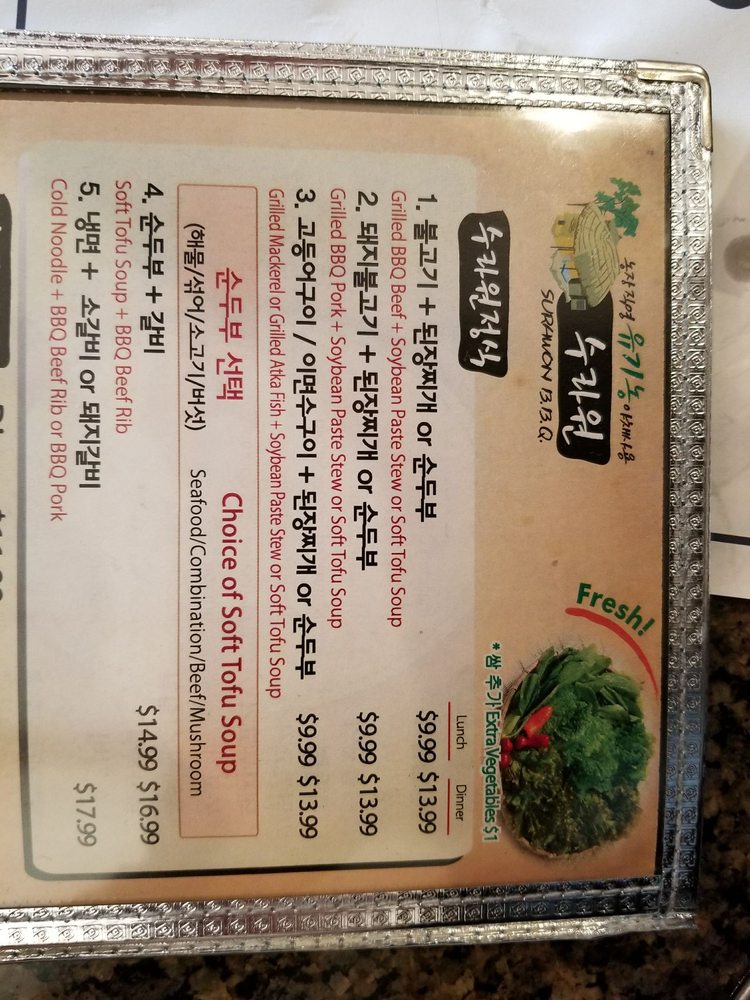 농장직영 유기농 야채사용
수라원
SURAWON B.B.Q.
Fresh!
* 쌈 추가 Extra Vegetables $1
수라원정식
Lunch Dinner
1. 불고기 + 된장찌개 or 순두부 $9.99 $13.99
Grilled BBQ Beef + Soybean Paste Stew or Soft Tofu Soup
2. 돼지불고기 + 된장찌개 or 순두부 $9.99 $13.99
Grilled BBQ Pork + Soybean Paste Stew or Soft Tofu Soup
3. 고등어구이 / 이면수구이 + 된장찌개 or 순두부 $9.99 $13.99
Grilled Mackerel or Grilled Atka Fish + Soybean Paste Stew or Soft Tofu Soup
순두부 선택 Choice of Soft Tofu Soup
(해물/섞어/소고기/버섯) Seafood/Combination/Beef/Mushroom
4. 순두부 + 갈비 $14.99 $16.99
Soft Tofu Soup + BBQ Beef Rib
5. 냉면 + 소갈비 or 돼지갈비 $17.99
Cold Noodle + BBQ Beef Rib or BBQ Pork